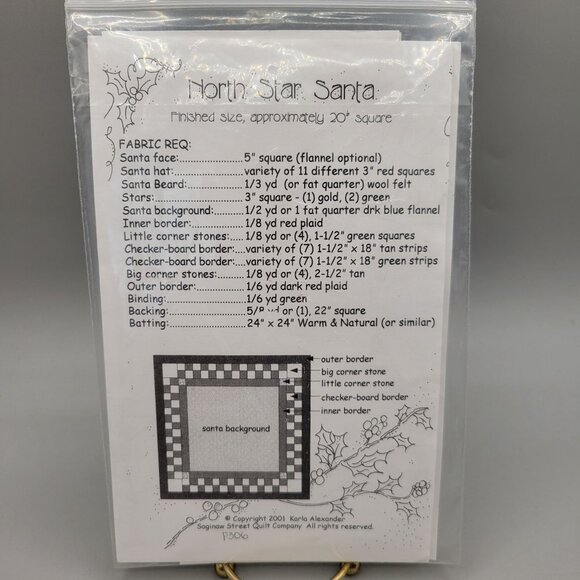 North Star Santa
Finished size, approximately 20" square
FABRIC REQ:
Santa face:..................5" square (flannel optional)
Santa hat:...................variety of 11 different 3" red squares
Santa Beard:................1/3 yd (or fat quarter) wool felt
Stars:.........................3" square - (1) gold, (2) green
Santa background:........1/2 yd or 1 fat quarter drk blue flannel
Inner border:...............1/8 yd red plaid
Little corner stones:.....1/8 yd or (4), 1-1/2" green squares
Checker-board border:....variety of (7) 1-1/2" x 18" tan strips
Checker-board border:....variety of (7) 1-1/2" x 18" green strips
Big corner stones:.........1/8 yd or (4), 2-1/2" tan
Outer border:...............1/6 yd dark red plaid
Binding:......................1/6 yd green
Backing:......................5/8 yd or (1), 22" square
Batting:......................24" x 24" Warm & Natural (or similar)
outer border
big corner stone
little corner stone
checker-board border
inner border
santa background
© Copyright 2001 Karla Alexander
Saginaw Street Quilt Company All rights reserved.
P306